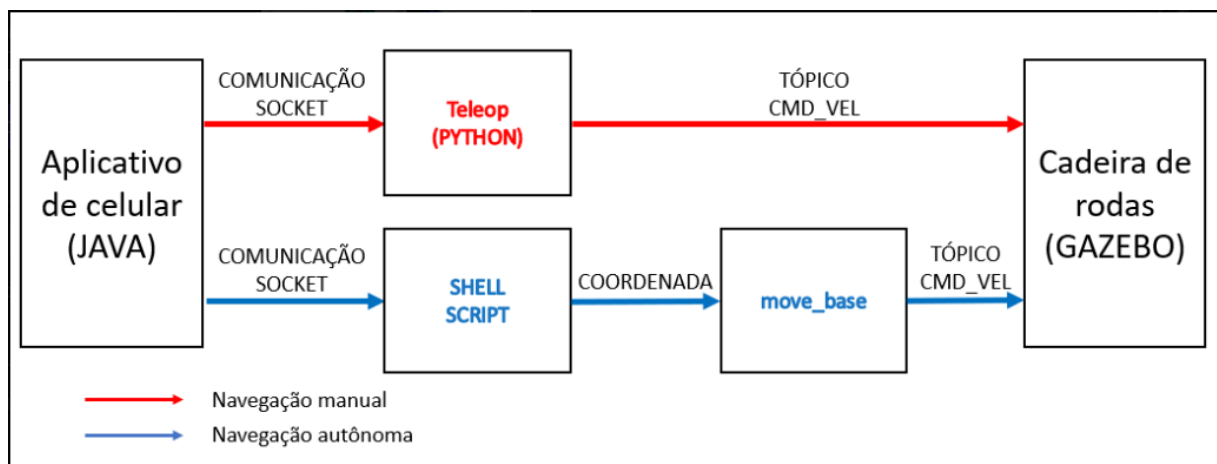 Aplicativo
de celular
(JAVA)
COMUNICAÇÃO
SOCKET
Teleop
(PYTHON)
TÓPICO
CMD_VEL
COMUNICAÇÃO
SOCKET
SHELL
SCRIPT
COORDENADA
move_base
TÓPICO
CMD_VEL
Cadeira de
rodas
(GAZEBO)
Navegação manual
Navegação autônoma